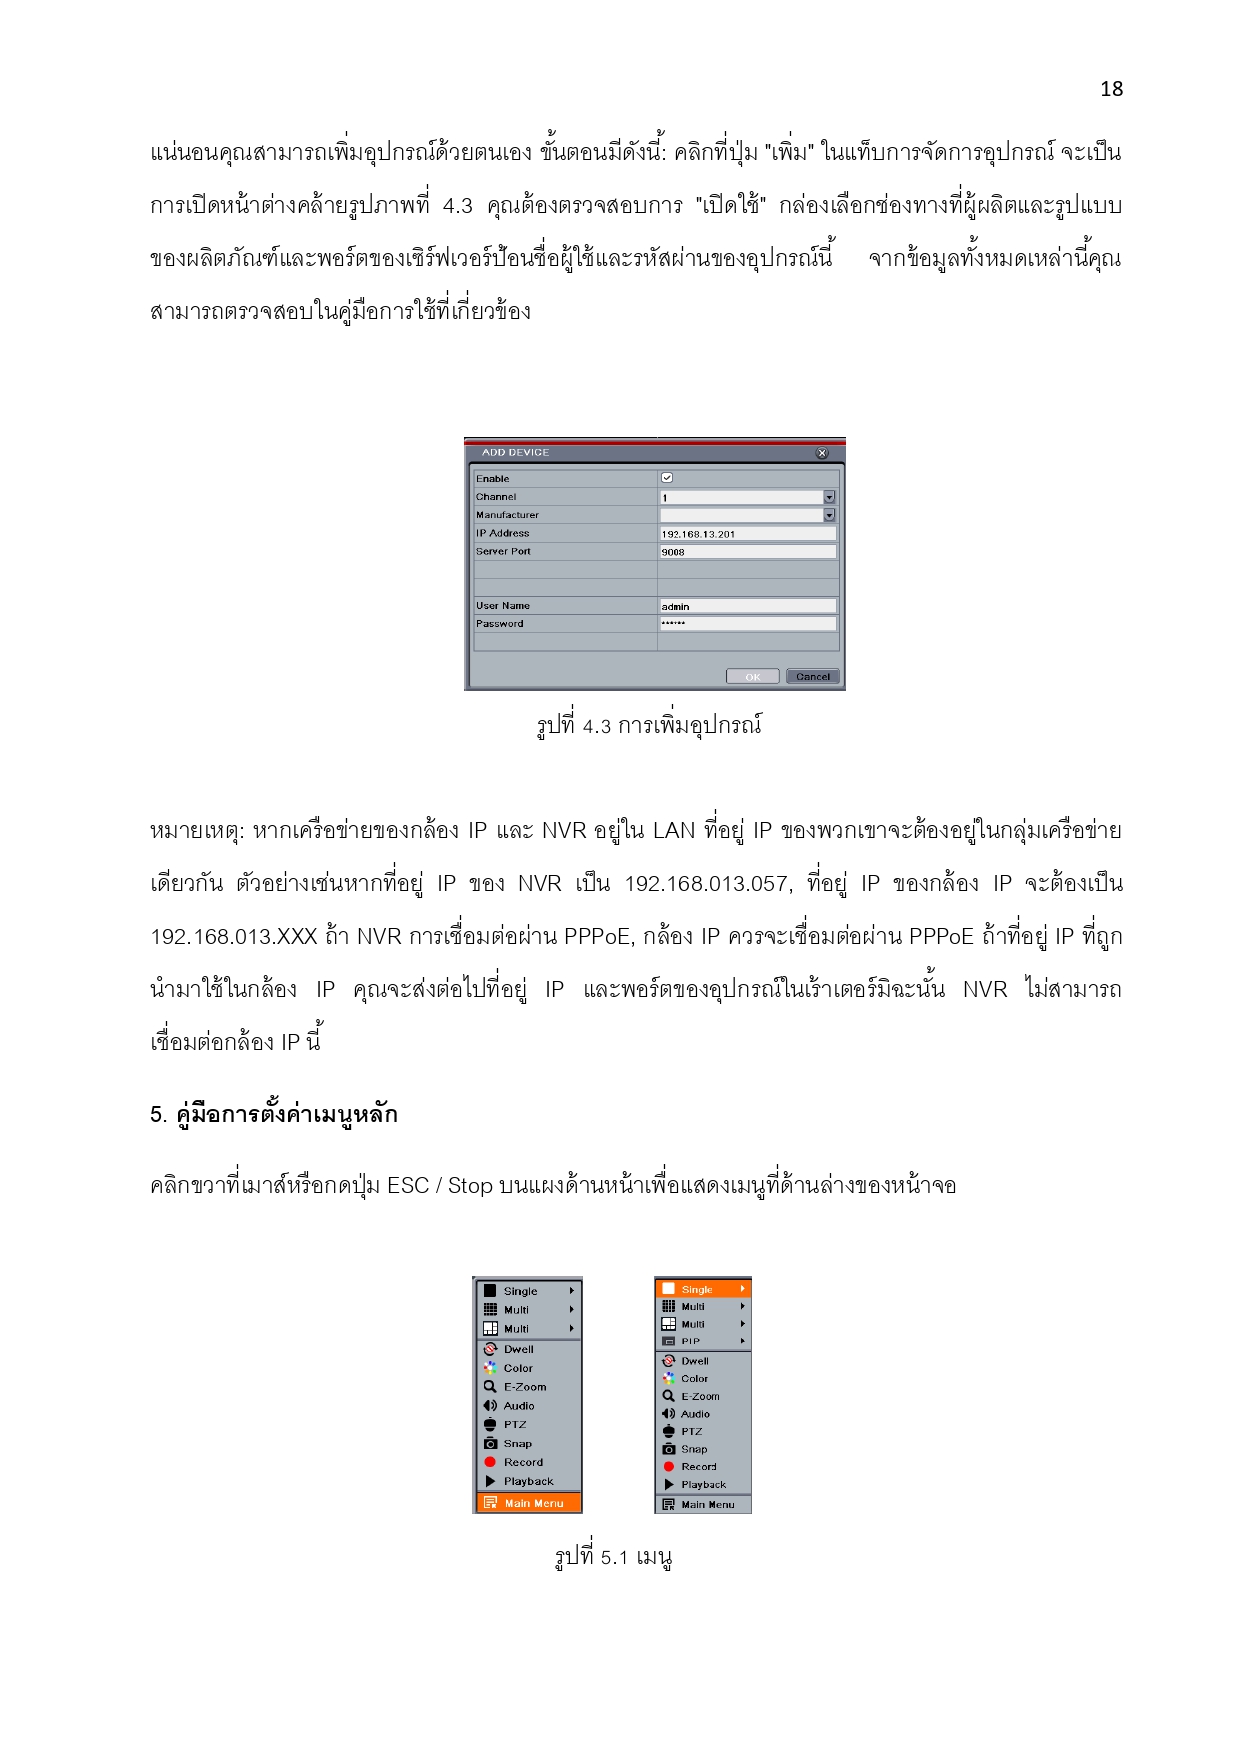 18
แน่นอนคุณสามารถเพิ่มอุปกรณ์ด้วยตนเอง ขั้นตอนมีดังนี้: คลิกที่ปุ่ม "เพิ่ม" ในแท็บการจัดการอุปกรณ์ จะเป็น
การเปิดหน้าต่างคล้ายรูปภาพที่ 4.3 คุณต้องตรวจสอบการ "เปิดใช้" กล่องเลือกช่องทางที่ผู้ผลิตและรูปแบบ
ของผลิตภัณฑ์และพอร์ตของเซิร์ฟเวอร์ป้อนชื่อผู้ใช้และรหัสผ่านของอุปกรณ์นี้ จากข้อมูลทั้งหมดเหล่านี้คุณ
สามารถตรวจสอบในคู่มือการใช้ที่เกี่ยวข้อง
ADD DEVICE
Enable
Channel 1
Manufacturer
IP Address 192.168.13.201
Server Port 9008
User Name admin
Password ******
OK Cancel
รูปที่ 4.3 การเพิ่มอุปกรณ์
หมายเหตุ: หากเครือข่ายของกล้อง IP และ NVR อยู่ใน LAN ที่อยู่ IP ของพวกเขาจะต้องอยู่ในกลุ่มเครือข่าย
เดียวกัน ตัวอย่างเช่นหากที่อยู่ IP ของ NVR เป็น 192.168.013.057, ที่อยู่ IP ของกล้อง IP จะต้องเป็น
192.168.013.XXX ถ้า NVR การเชื่อมต่อผ่าน PPPoE, กล้อง IP ควรจะเชื่อมต่อผ่าน PPPoE ถ้าที่อยู่ IP ที่ถูก
นำมาใช้ในกล้อง IP คุณจะส่งต่อไปที่อยู่ IP และพอร์ตของอุปกรณ์ในเร้าเตอร์มิฉะนั้น NVR ไม่สามารถ
เชื่อมต่อกล้อง IP นี้
5. คู่มือการตั้งค่าเมนูหลัก
คลิกขวาที่เมาส์หรือกดปุ่ม ESC / Stop บนแผงด้านหน้าเพื่อแสดงเมนูที่ด้านล่างของหน้าจอ
Single
Multi
Multi
Dwell
Color
E-Zoom
Audio
PTZ
Snap
Record
Playback
Main Menu
Single
Multi
Multi
PIP
Dwell
Color
E-Zoom
Audio
PTZ
Snap
Record
Playback
Main Menu
รูปที่ 5.1 เมนู